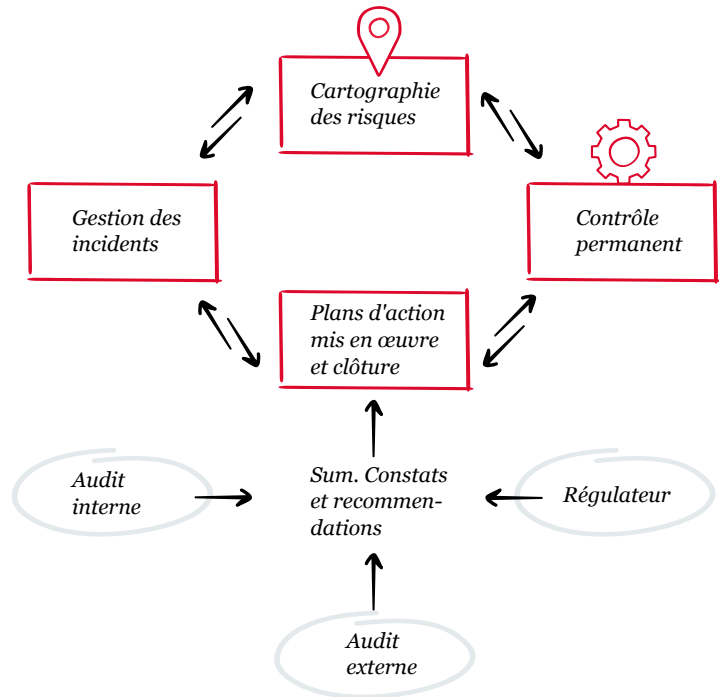 Cartographie
des risques
Gestion des
incidents
Contrôle
permanent
Plans d'action
mis en œuvre
et clôture
Audit
interne
Sum. Constats
et recommen-
dations
Régulateur
Audit
externe